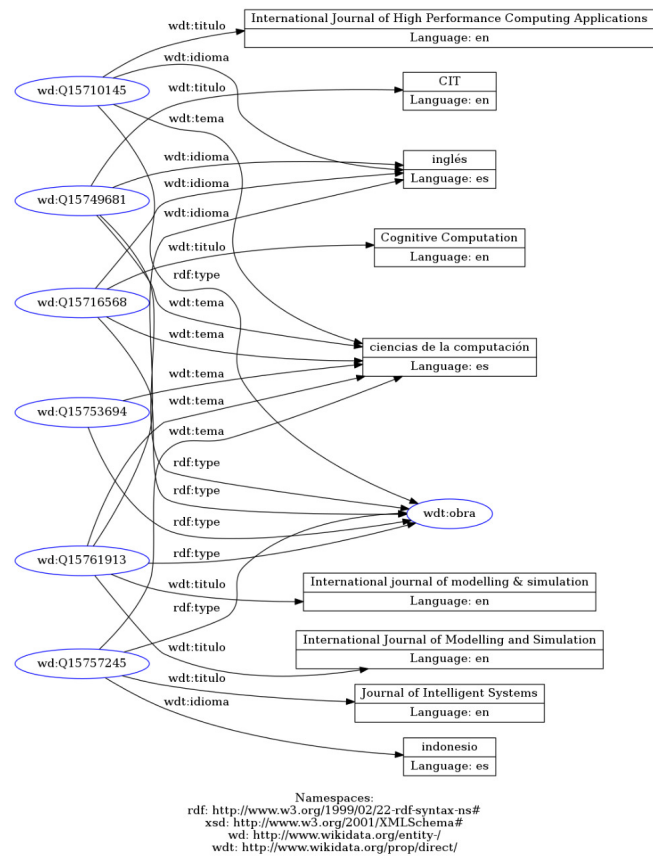 International Journal of High Performance Computing Applications
Language: en
wdt:titulo
wdt:idioma
CIT
Language: en
wd:Q15710145
wdt:titulo
wdt:tema
inglés
Language: es
wdt:idioma
wd:Q15749681
wdt:idioma
Cognitive Computation
Language: en
wdt:titulo
rdf:type
wd:Q15716568
wdt:tema
wdt:tema
ciencias de la computación
Language: es
wdt:tema
wd:Q15753694
wdt:tema
wdt:tema
rdf:type
rdf:type
wdt:obra
rdf:type
rdf:type
wd:Q15761913
wdt:titulo
International journal of modelling & simulation
Language: en
rdf:type
wdt:titulo
International Journal of Modelling and Simulation
Language: en
wd:Q15757245
wdt:titulo
Journal of Intelligent Systems
Language: en
wdt:idioma
indonesio
Language: es
Namespaces:
rdf: http://www.w3.org/1999/02/22-rdf-syntax-ns#
xsd: http://www.w3.org/2001/XMLSchema#
wd: http://www.wikidata.org/entity-/
wdt: http://www.wikidata.org/prop/direct/